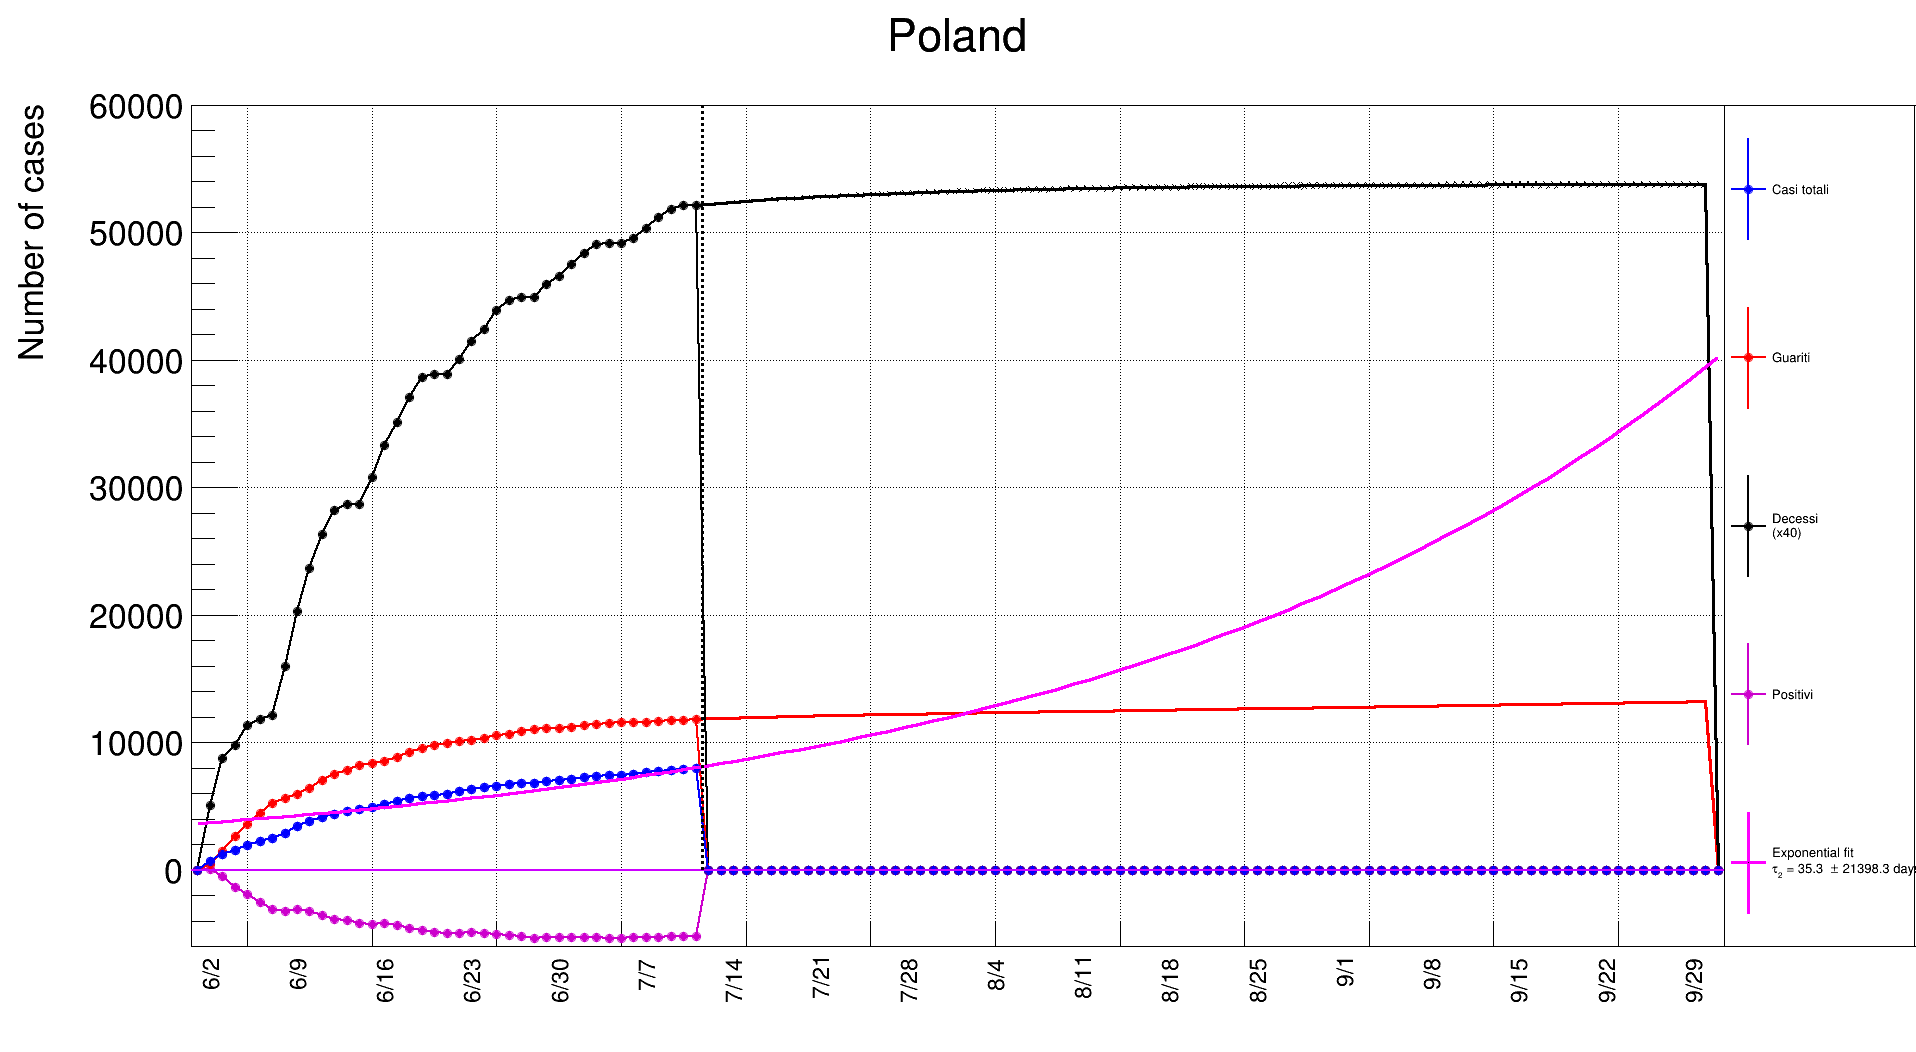 Poland
Number of cases
60000
50000
40000
30000
20000
10000
0
6/2
6/9
6/16
6/23
6/30
7/7
7/14
7/21
7/28
8/4
8/11
8/18
8/25
9/1
9/8
9/15
9/22
9/29
Casi totali
Guariti
Decessi
(x40)
Positivi
Exponential fit
τ2 = 35.3 ± 21398.3 days